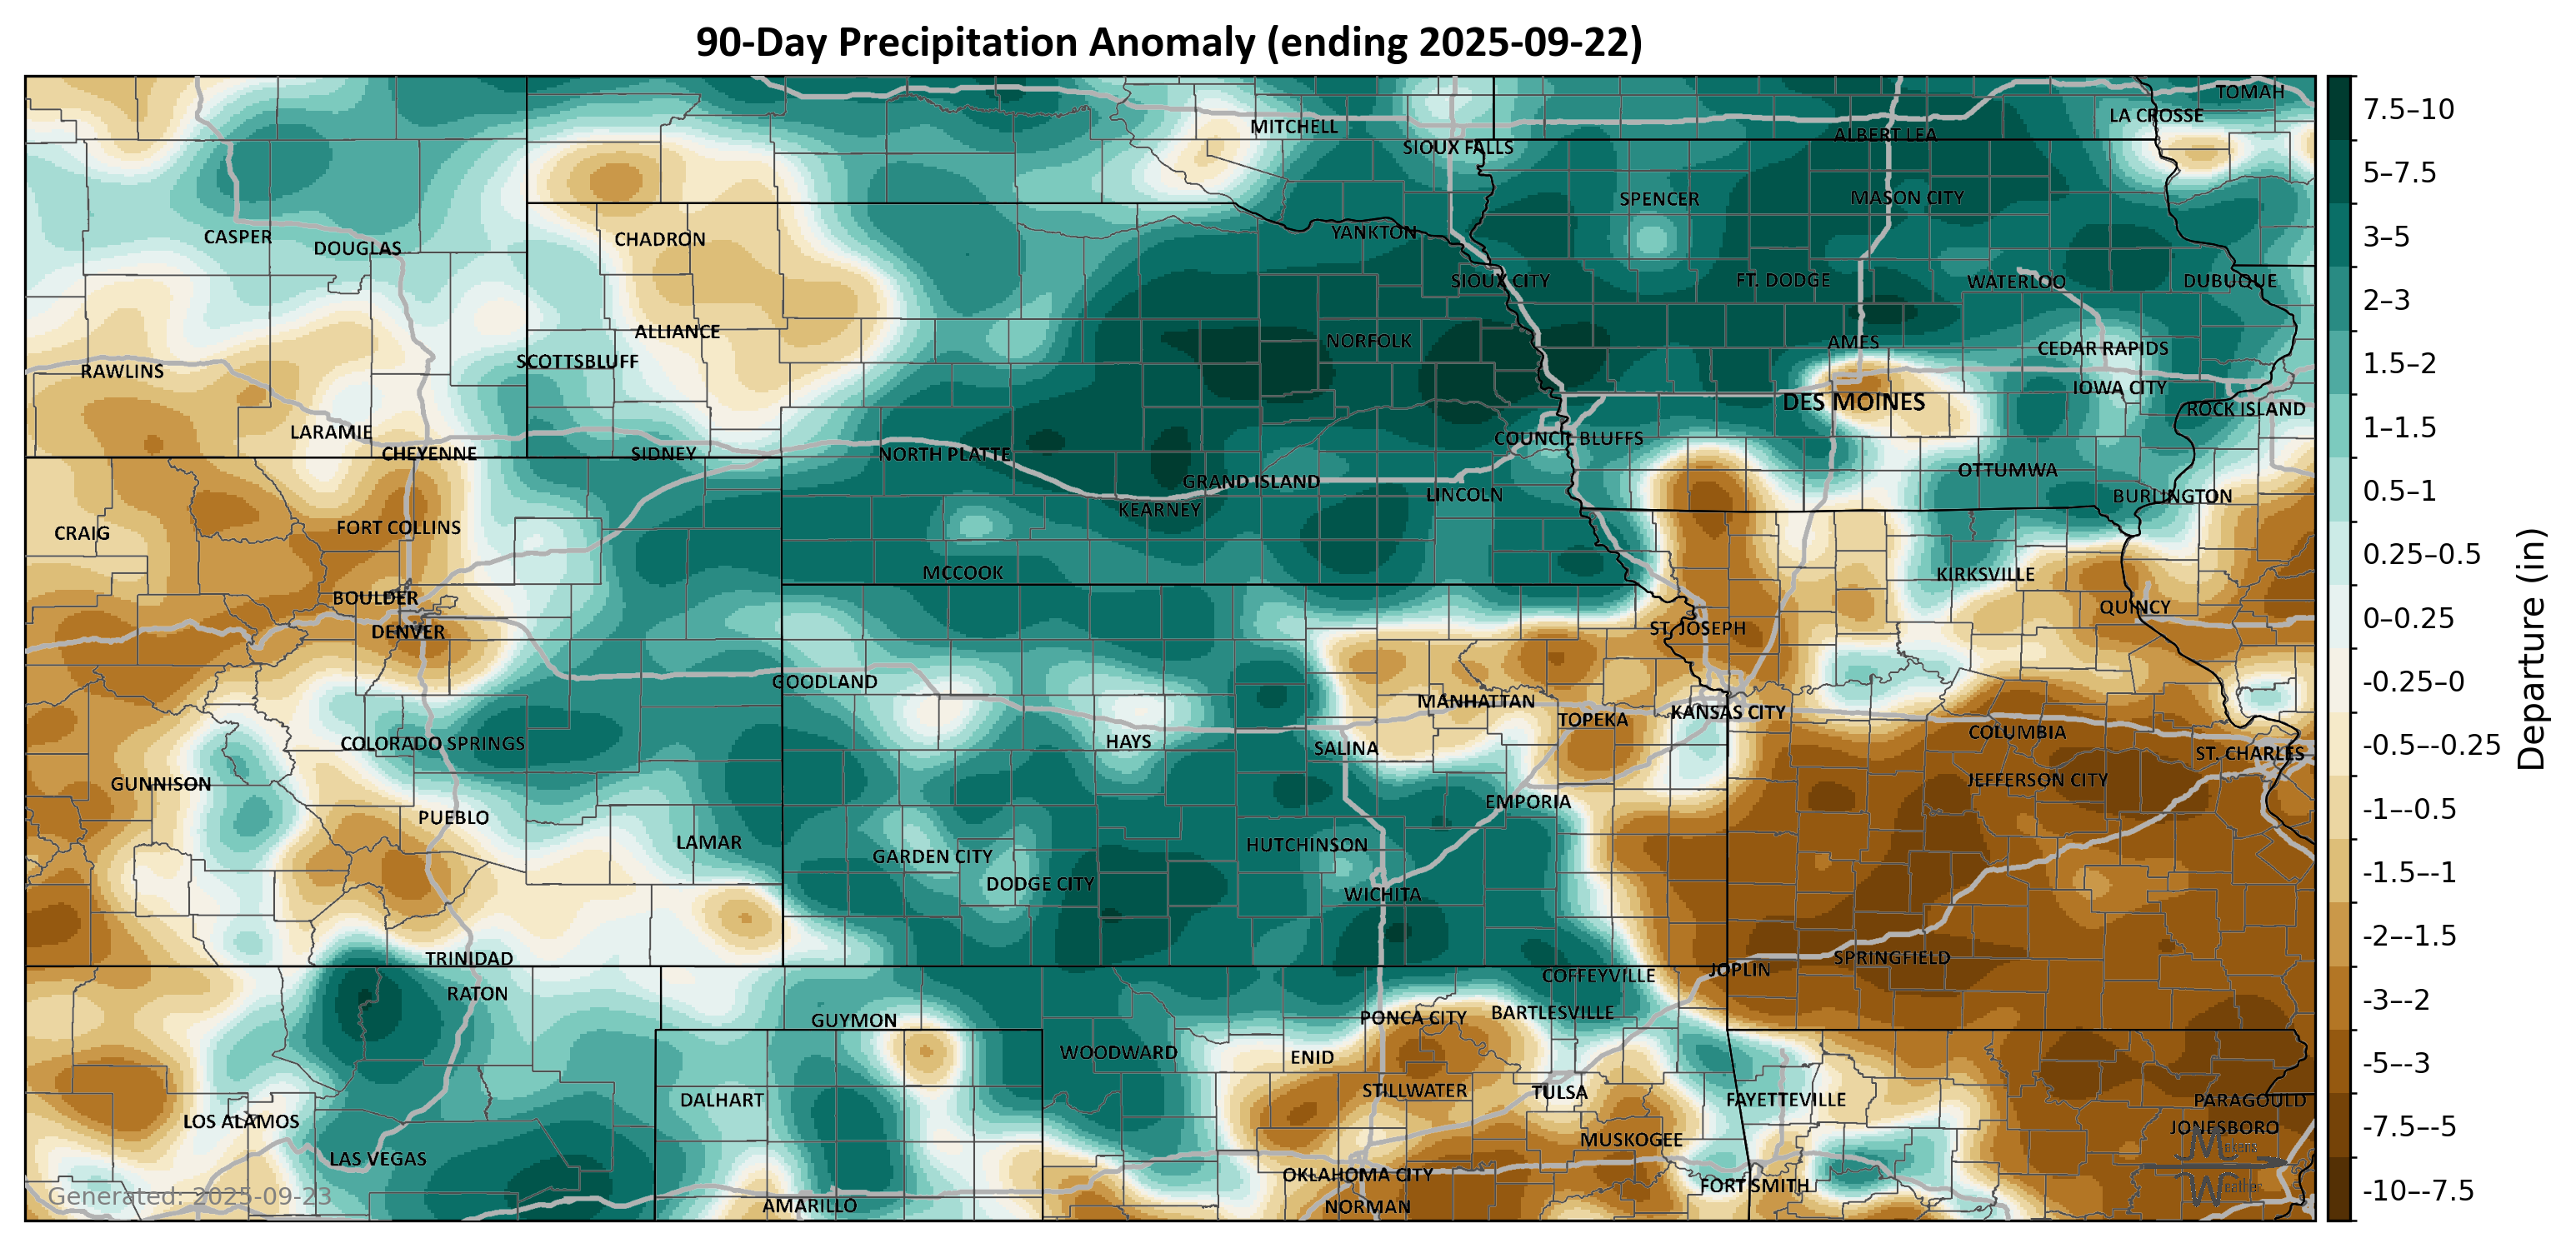 90-Day Precipitation Anomaly (ending 2025-09-22)
TOMAH
LA CROSSE
MITCHELL
ALBERT LEA
SIOUX FALLS
SPENCER
MASON CITY
CASPER
DOUGLAS
CHADRON
YANKTON
SIOUX CITY
FT. DODGE
WATERLOO
DUBUQUE
ALLIANCE
NORFOLK
AMES
CEDAR RAPIDS
SCOTTSBLUFF
RAWLINS
IOWA CITY
DES MOINES
ROCK ISLAND
LARAMIE
COUNCIL BLUFFS
CHEYENNE
SIDNEY
NORTH PLATTE
OTTUMWA
GRAND ISLAND
LINCOLN
BURLINGTON
KEARNEY
CRAIG
FORT COLLINS
MCCOOK
KIRKSVILLE
BOULDER
QUINCY
DENVER
ST. JOSEPH
GOODLAND
MANHATTAN
KANSAS CITY
TOPEKA
COLUMBIA
COLORADO SPRINGS
HAYS
SALINA
ST. CHARLES
GUNNISON
JEFFERSON CITY
EMPORIA
PUEBLO
LAMAR
HUTCHINSON
GARDEN CITY
DODGE CITY
WICHITA
TRINIDAD
SPRINGFIELD
JOPLIN
COFFEYVILLE
RATON
BARTLESVILLE
PONCA CITY
GUYMON
WOODWARD
ENID
STILLWATER
TULSA
DALHART
FAYETTEVILLE
PARAGOULD
LOS ALAMOS
JONESBORO
MUSKOGEE
LAS VEGAS
OKLAHOMA CITY
FORT SMITH
AMARILLO
NORMAN
Generated: 2025-09-23
Makens
Weather
7.5–10
5–7.5
3–5
2–3
1.5–2
1–1.5
0.5–1
0.25–0.5
0–0.25
-0.25–0
-0.5–-0.25
-1–-0.5
-1.5–-1
-2–-1.5
-3–-2
-5–-3
-7.5–-5
-10–-7.5
Departure (in)